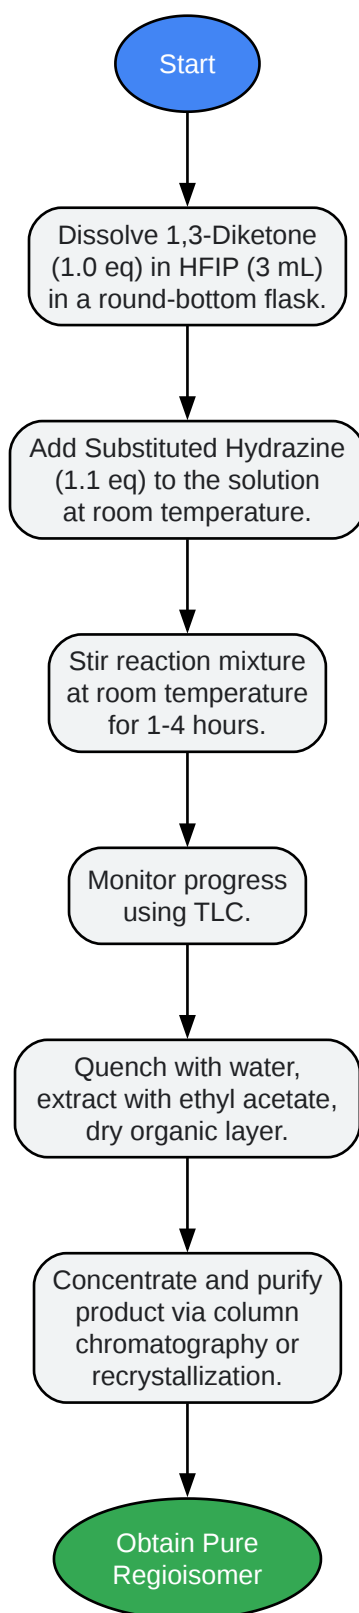 Start
Dissolve 1,3-Diketone
(1.0 eq) in HFIP (3 mL)
in a round-bottom flask.
Add Substituted Hydrazine
(1.1 eq) to the solution
at room temperature.
Stir reaction mixture
at room temperature
for 1-4 hours.
Monitor progress
using TLC.
Quench with water,
extract with ethyl acetate,
dry organic layer.
Concentrate and purify
product via column
chromatography or
recrystallization.
Obtain Pure
Regioisomer